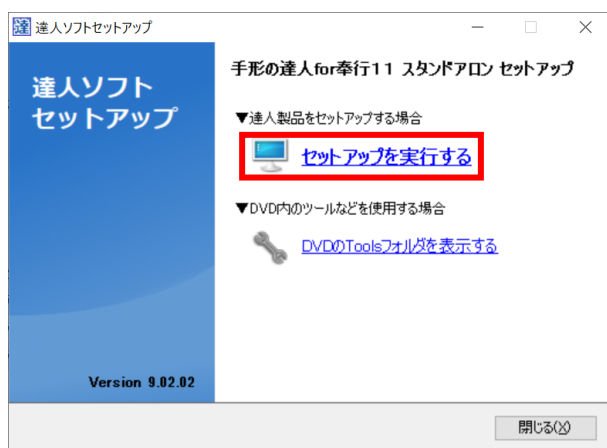 達 達人ソフトセットアップ
達人ソフト
セットアップ
手形の達人for奉行11 スタンドアロン セットアップ
▼達人製品をセットアップする場合
セットアップを実行する
▼DVD内のツールなどを使用する場合
DVDのToolsフォルダを表示する
Version 9.02.02
閉じる(X)